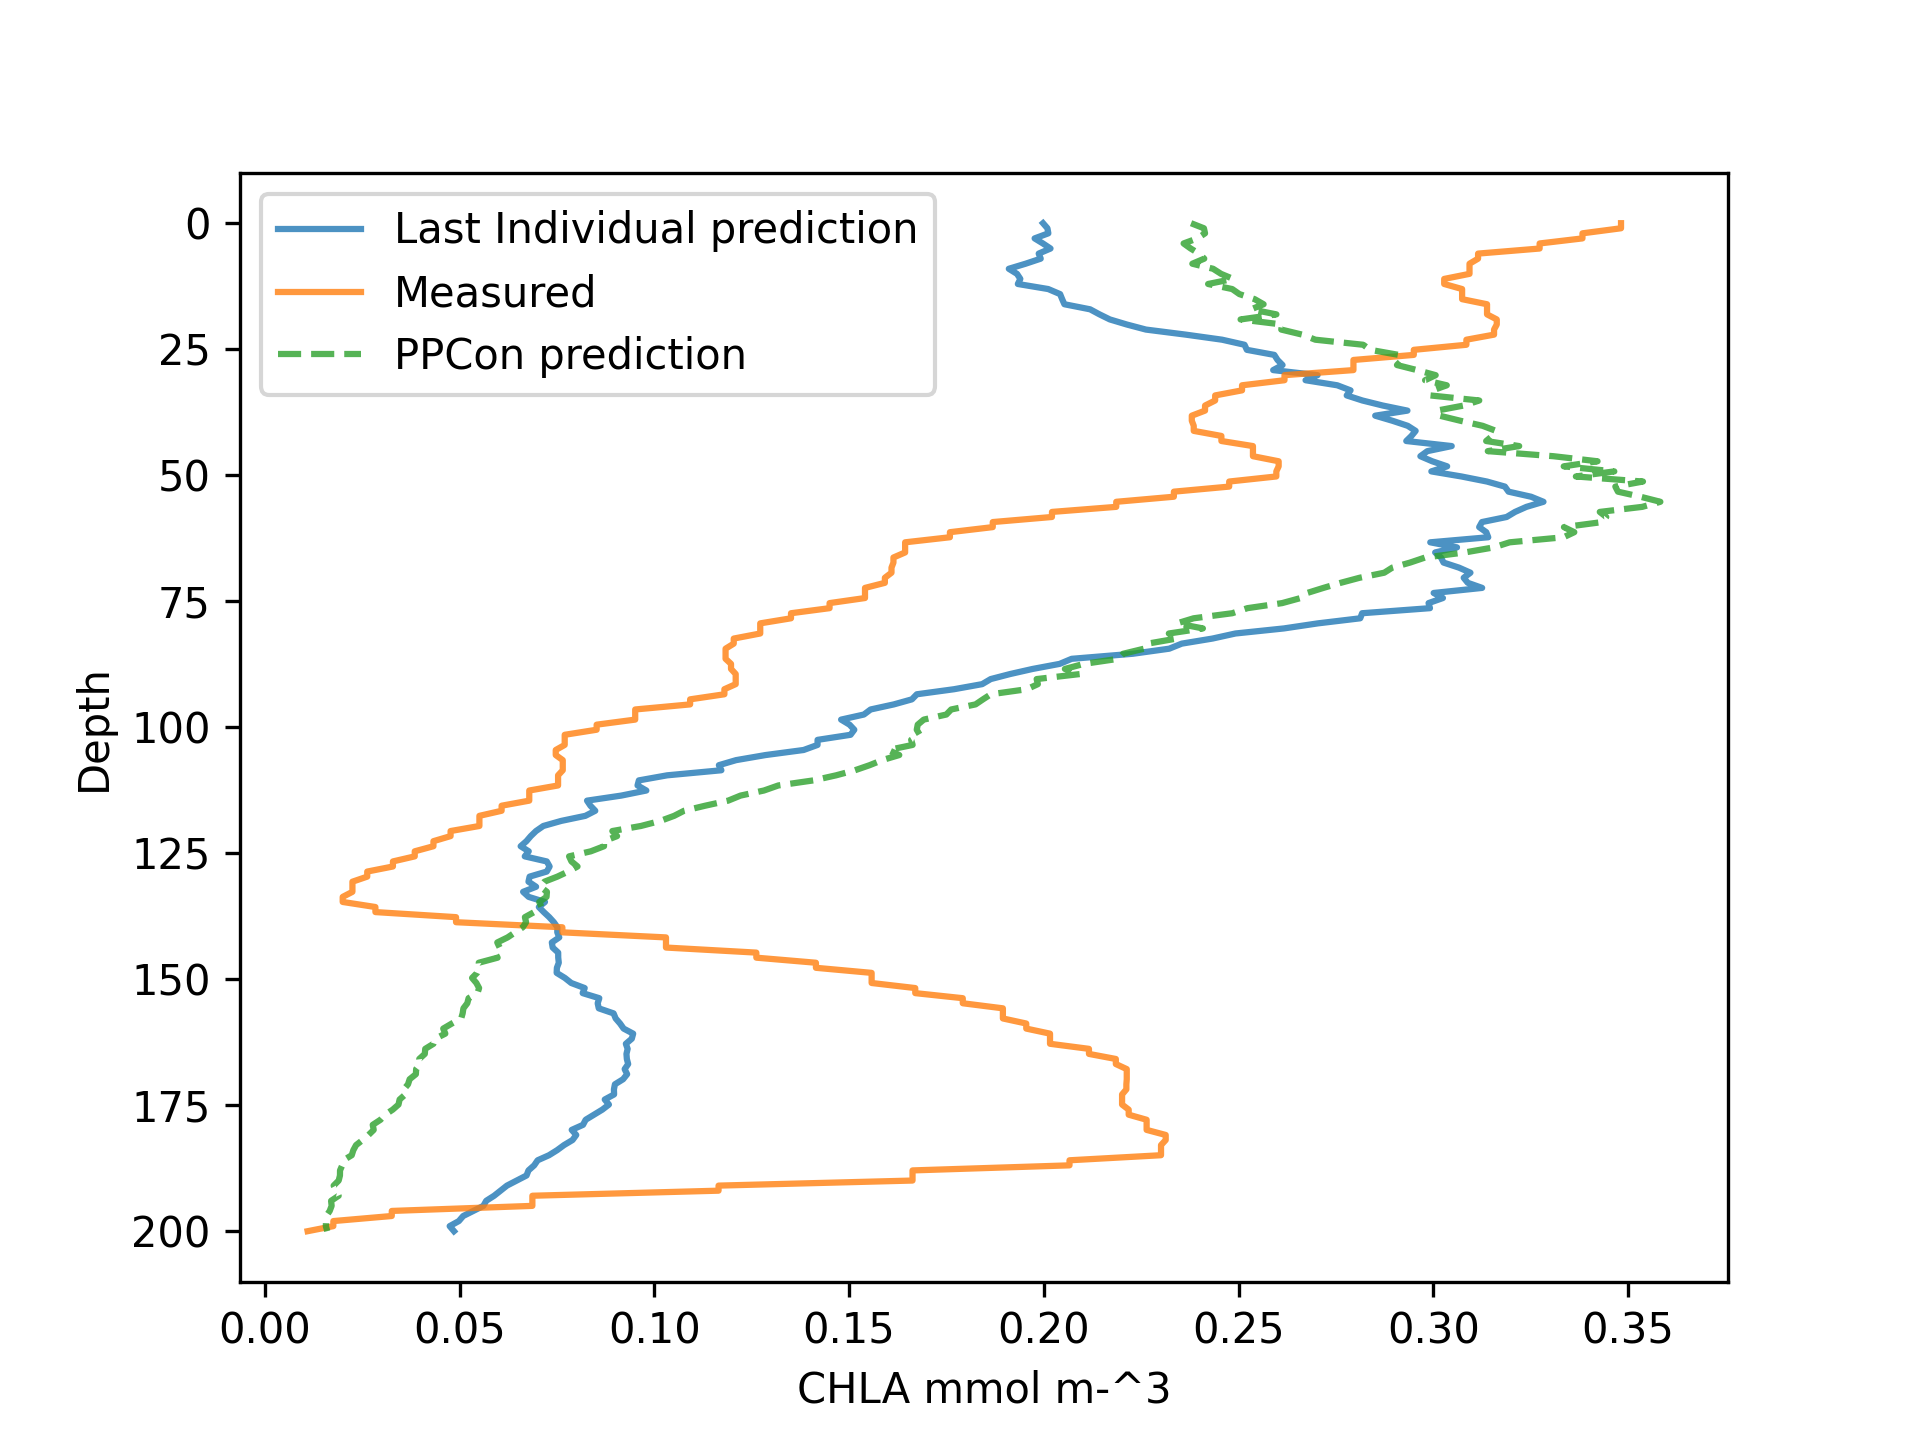 Last Individual prediction
Measured
PPCon prediction
0
25
50
75
100
125
150
175
200
Depth
0.00 0.05 0.10 0.15 0.20 0.25 0.30 0.35
CHLA mmol m-^3